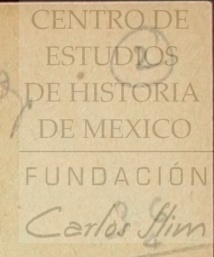 CENTRO DE
ESTUDIOS
DE HISTORIA
DE MEXICO
FUNDACIÓN
Carlos Slim